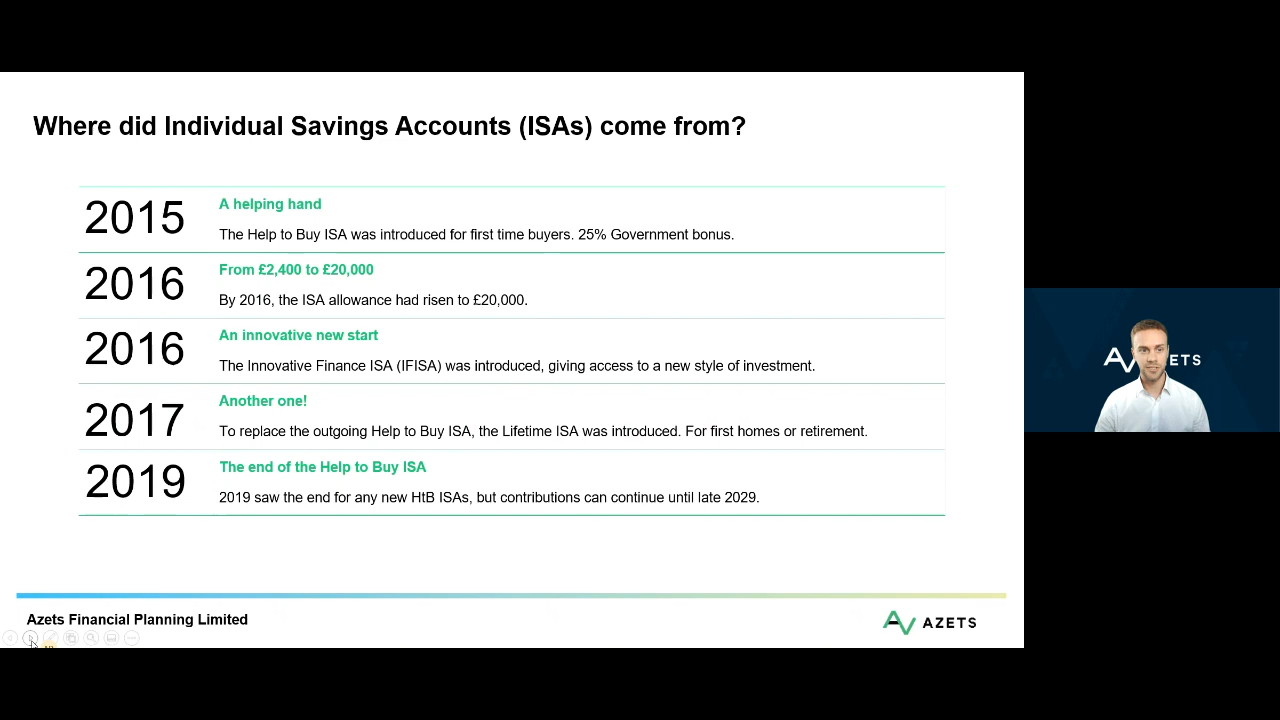 Where did Individual Savings Accounts (ISAs) come from?
2015
A helping hand
The Help to Buy ISA was introduced for first time buyers. 25% Government bonus.
2016
From £2,400 to £20,000
By 2016, the ISA allowance had risen to £20,000.
2016
An innovative new start
The Innovative Finance ISA (IFISA) was introduced, giving access to a new style of investment.
2017
Another one!
To replace the outgoing Help to Buy ISA, the Lifetime ISA was introduced. For first homes or retirement.
2019
The end of the Help to Buy ISA
2019 saw the end for any new HtB ISAs, but contributions can continue until late 2029.
Azets Financial Planning Limited
AZETS
ETS